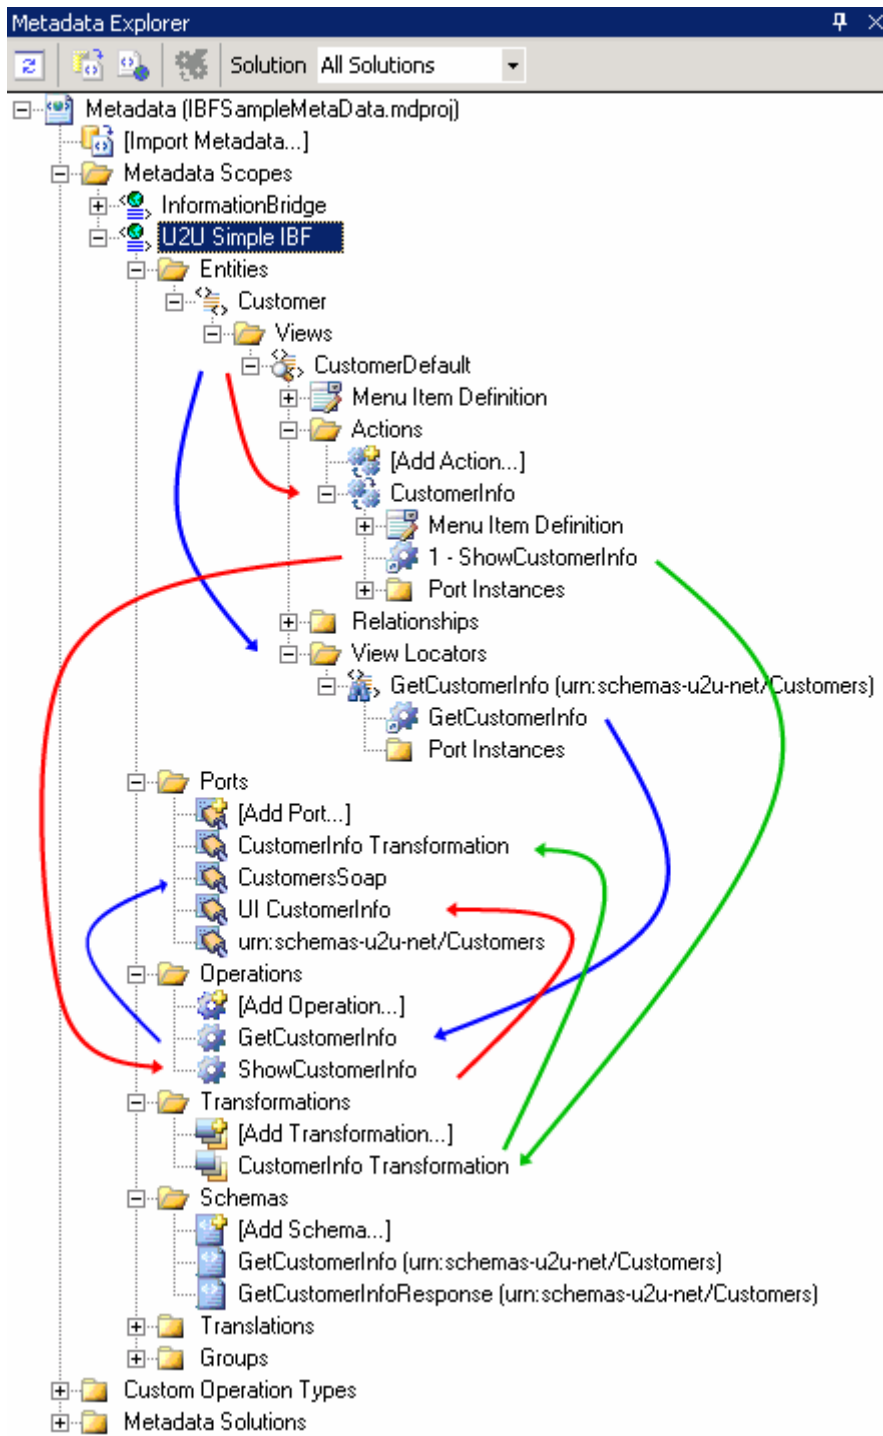 Metadata Explorer
Solution All Solutions
Metadata (IBFSampleMetaData.mdproj)
[Import Metadata...]
Metadata Scopes
InformationBridge
U2U Simple IBF
Entities
Customer
Views
CustomerDefault
Menu Item Definition
Actions
[Add Action...]
CustomerInfo
Menu Item Definition
1 - ShowCustomerInfo
Port Instances
Relationships
View Locators
GetCustomerInfo (urn:schemas-u2u-net/Customers)
GetCustomerInfo
Port Instances
Ports
[Add Port...]
CustomerInfo Transformation
CustomersSoap
UI CustomerInfo
urn:schemas-u2u-net/Customers
Operations
[Add Operation...]
GetCustomerInfo
ShowCustomerInfo
Transformations
[Add Transformation...]
CustomerInfo Transformation
Schemas
[Add Schema...]
GetCustomerInfo (urn:schemas-u2u-net/Customers)
GetCustomerInfoResponse (urn:schemas-u2u-net/Customers)
Translations
Groups
Custom Operation Types
Metadata Solutions